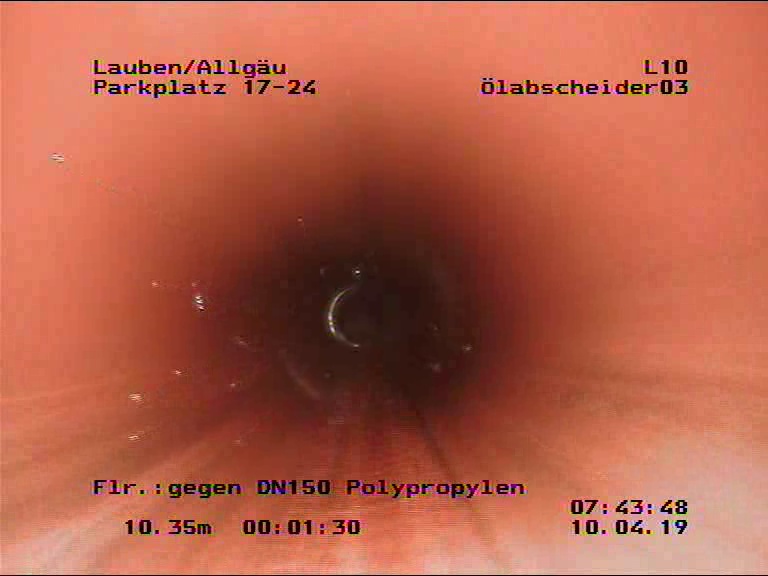 Lauben/Allgäu
L10
Parkplatz 17-24
Ölabscheider03
Flr.:gegen DN150 Polypropylen
07:43:48
10.35m 00:01:30
10.04.19